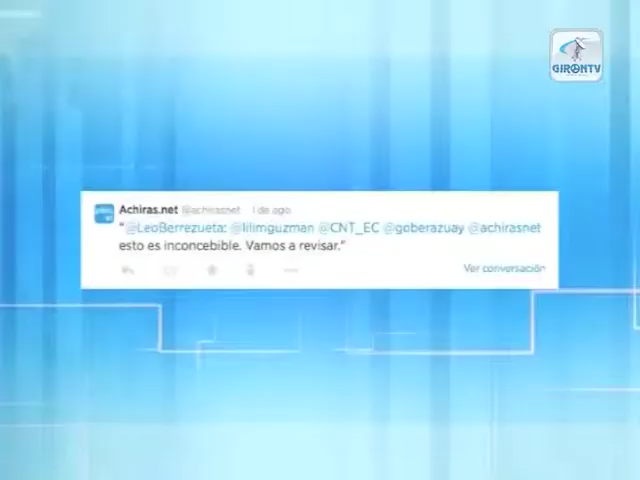 GIRONTV
Achiras.net @achirasnet 1 de ago
"@LeoBerrezueta: @lilimguzman @CNT_EC @goberazuay @achirasnet
esto es inconcebible. Vamos a revisar."
Ver conversación